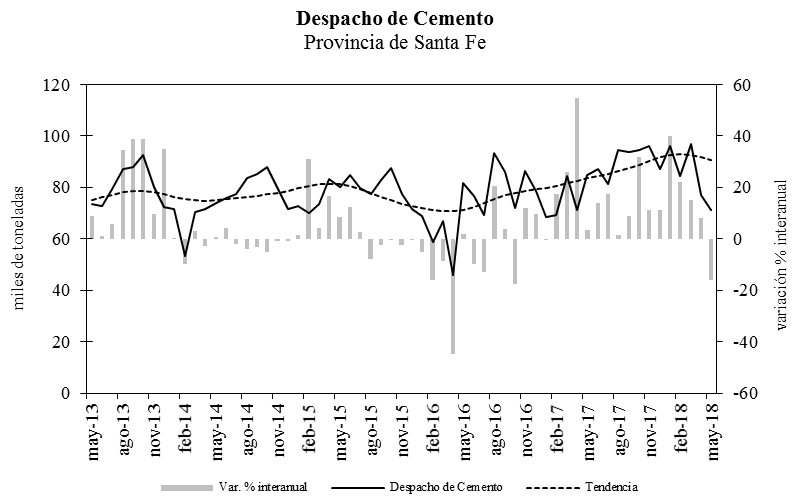 Despacho de Cemento
Provincia de Santa Fe
miles de toneladas
120
100
80
60
40
20
0
60
40
20
0
-20
-40
-60
variación % interanual
may-13
ago-13
nov-13
feb-14
may-14
ago-14
nov-14
feb-15
may-15
ago-15
nov-15
feb-16
may-16
ago-16
nov-16
feb-17
may-17
ago-17
nov-17
feb-18
may-18
Var. % interanual
Despacho de Cemento
Tendencia